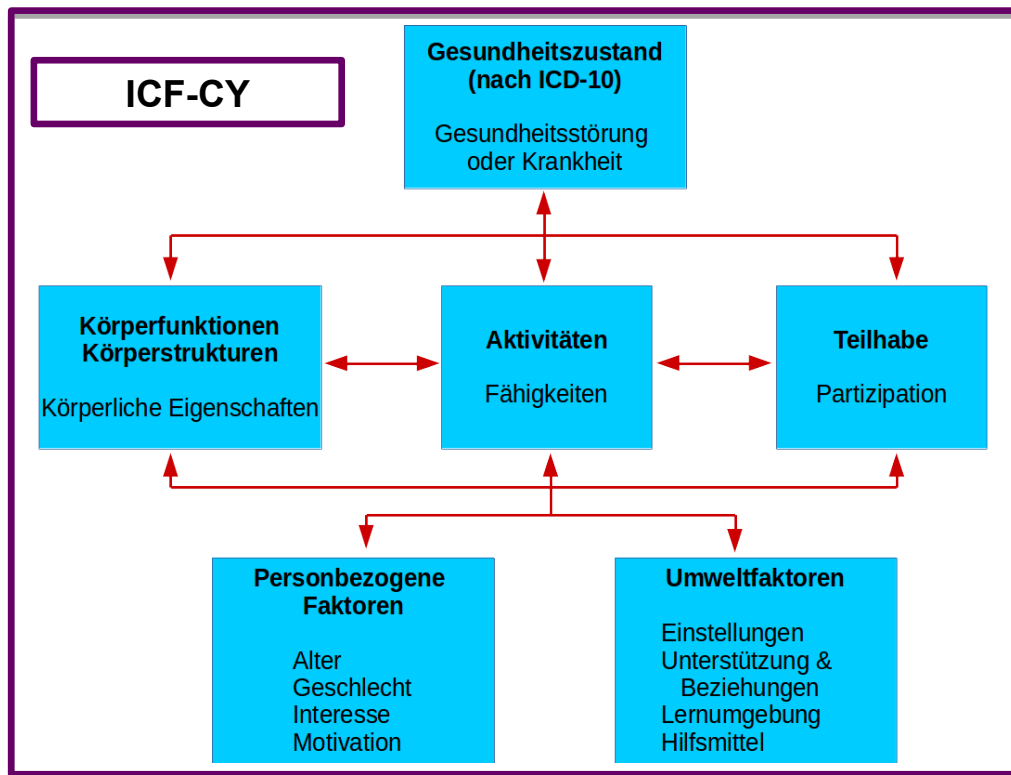 ICF-CY
Gesundheitszustand
(nach ICD-10)
Gesundheitsstörung
oder Krankheit
Körperfunktionen
Körperstrukturen
Körperliche Eigenschaften
Aktivitäten
Fähigkeiten
Teilhabe
Partizipation
Personbezogene
Faktoren
Alter
Geschlecht
Interesse
Motivation
Umweltfaktoren
Einstellungen
Unterstützung &
Beziehungen
Lernumgebung
Hilfsmittel